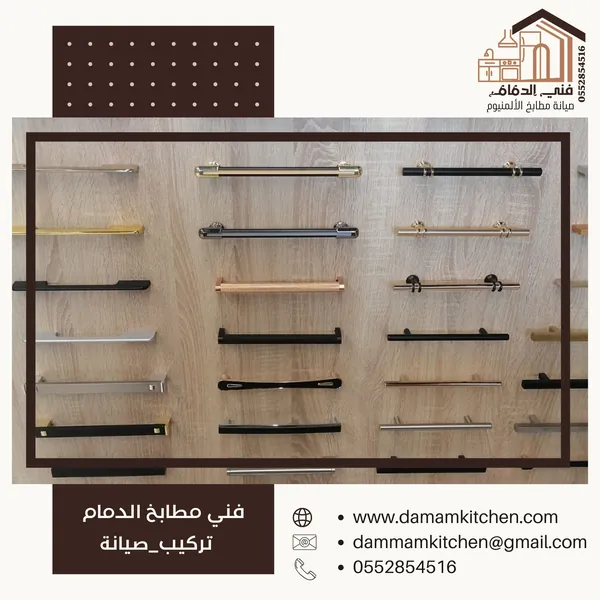 0552854516
فني الدمام
صيانة مطابخ الألمنيوم
فني مطابخ الدمام
تركيب_صيانة
www.damamkitchen.com
dammamkitchen@gmail.com
0552854516